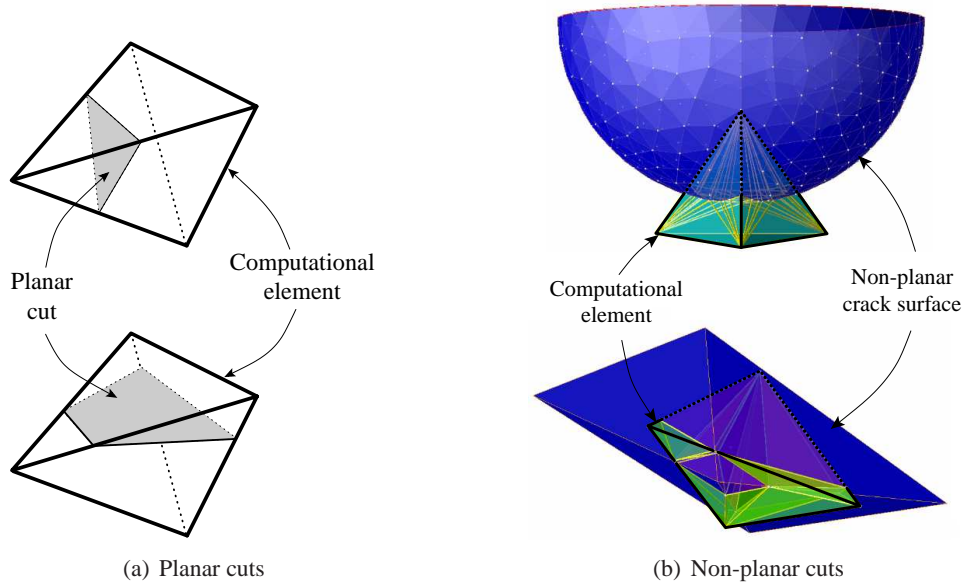 Planar
cut
Computational
element
(a) Planar cuts
Computational
element
Non-planar
crack surface
(b) Non-planar cuts